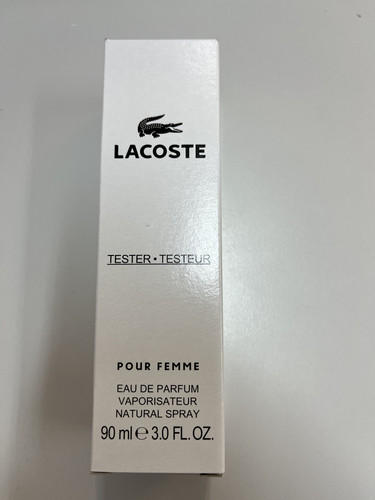 LACOSTE
TESTER • TESTEUR
POUR FEMME
EAU DE PARFUM
VAPORISATEUR
NATURAL SPRAY
90 ml ℮ 3.0 FL. OZ.